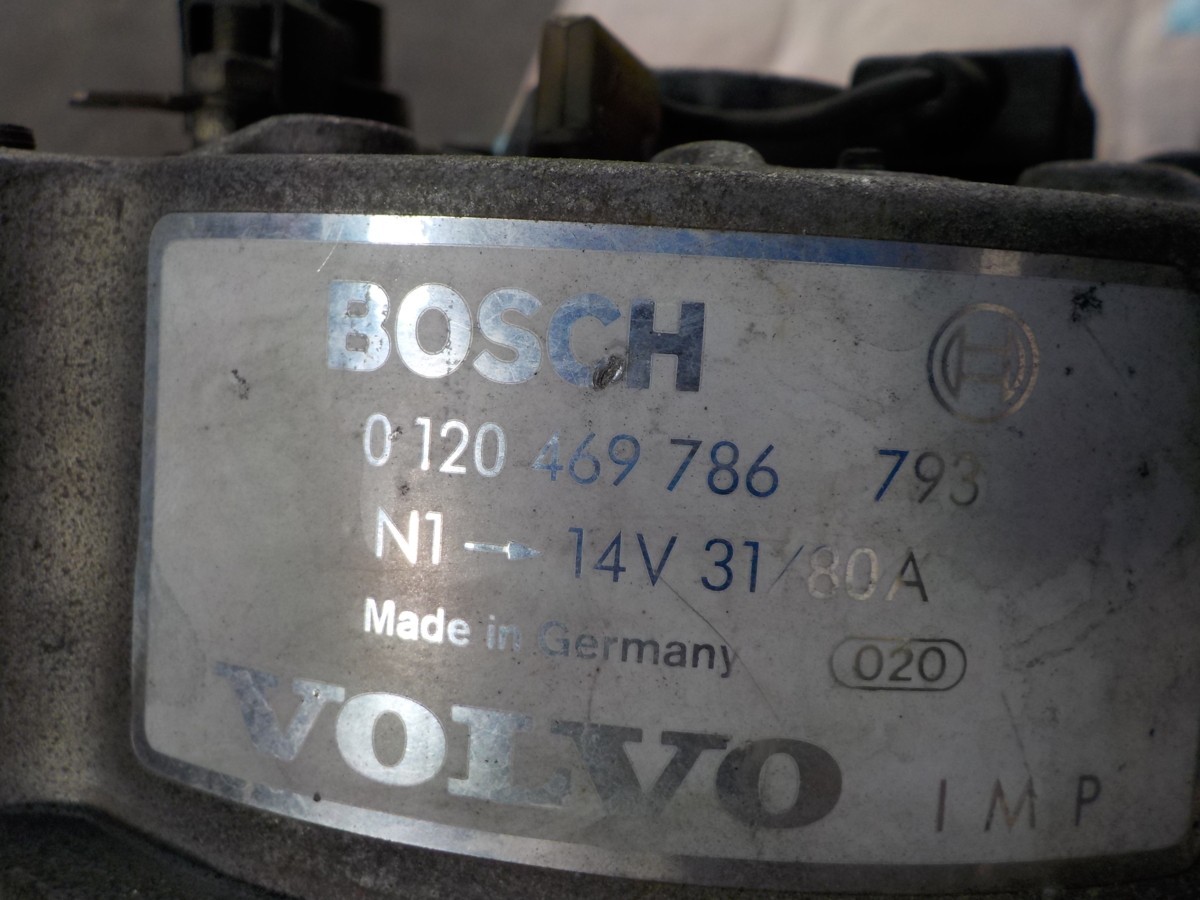 BOSCH
0 120 469 786 793
N1 → 14V 31/80A
Made in Germany 020
VOLVO IMP